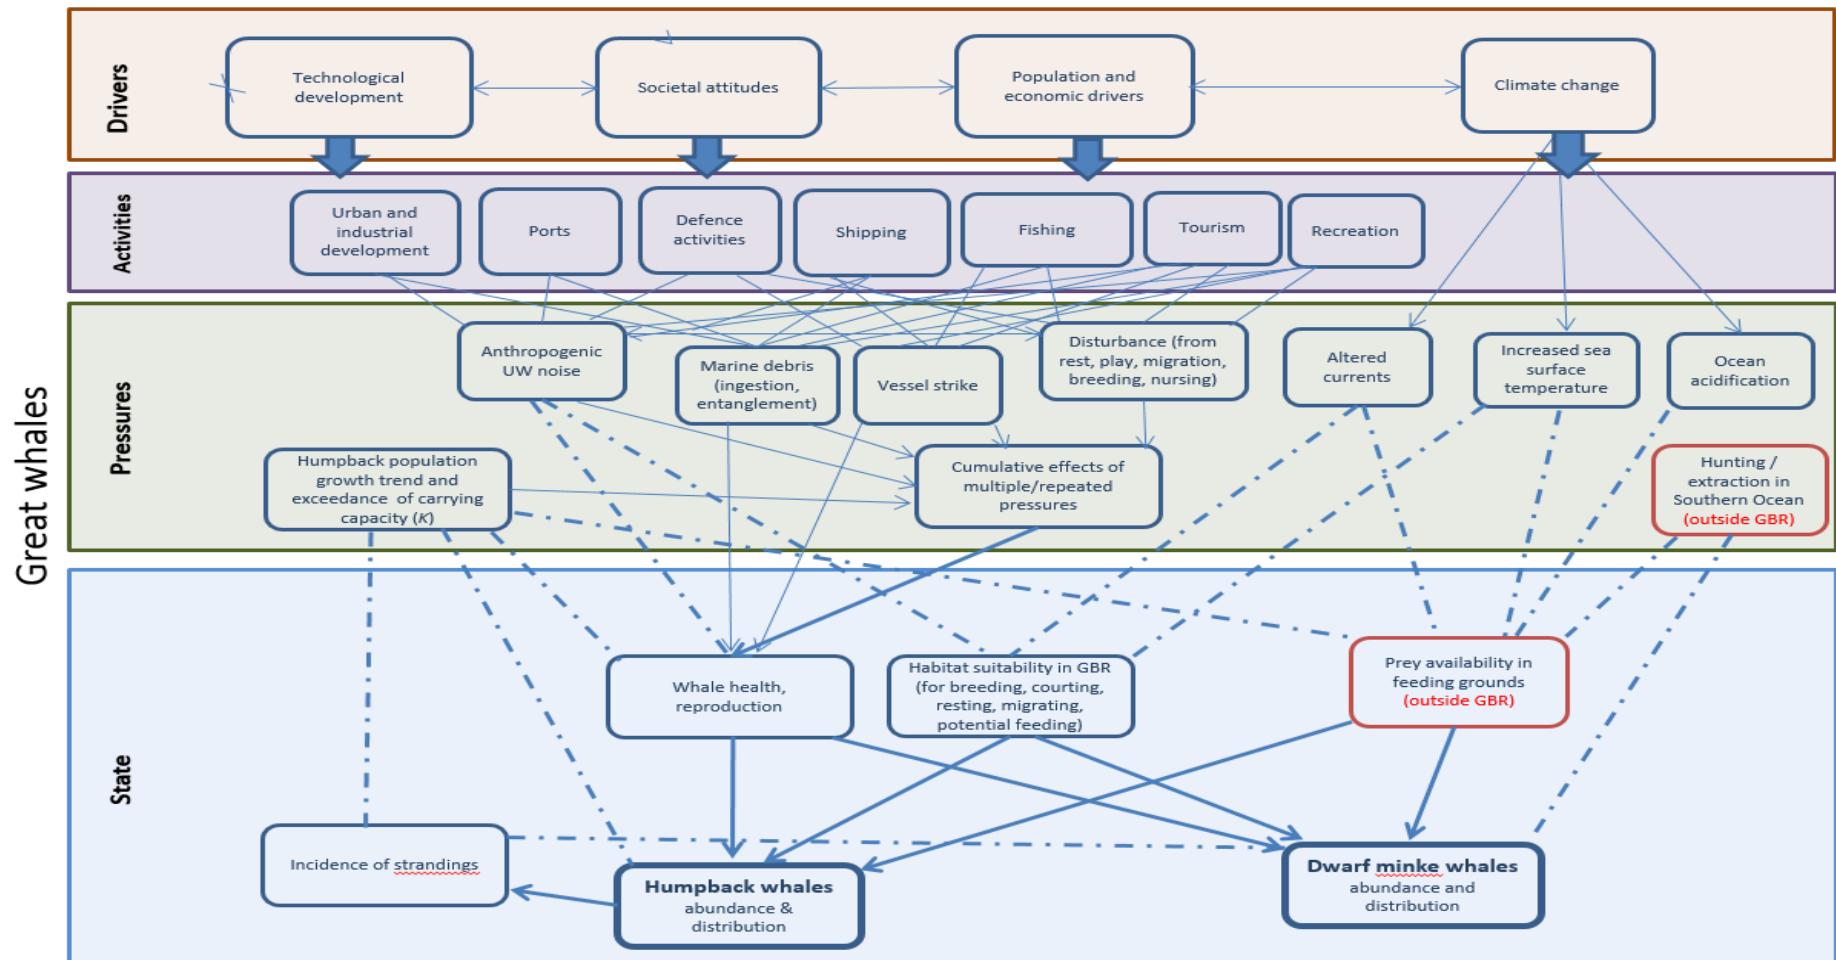 Great whales
Drivers
Technological
development
Societal attitudes
Population and
economic drivers
Climate change
Activities
Urban and
industrial
development
Ports
Defence
activities
Shipping
Fishing
Tourism
Recreation
Pressures
Anthropogenic
UW noise
Marine debris
(ingestion,
entanglement)
Vessel strike
Disturbance (from
rest, play, migration,
breeding, nursing)
Altered
currents
Increased sea
surface
temperature
Ocean
acidification
Humpback population
growth trend and
exceedance of carrying
capacity (K)
Cumulative effects of
multiple/repeated
pressures
Hunting /
extraction in
Southern Ocean
(outside GBR)
State
Whale health,
reproduction
Habitat suitability in GBR
(for breeding, courting,
resting, migrating,
potential feeding)
Prey availability in
feeding grounds
(outside GBR)
Incidence of strandings
Humpback whales
abundance &
distribution
Dwarf minke whales
abundance and
distribution